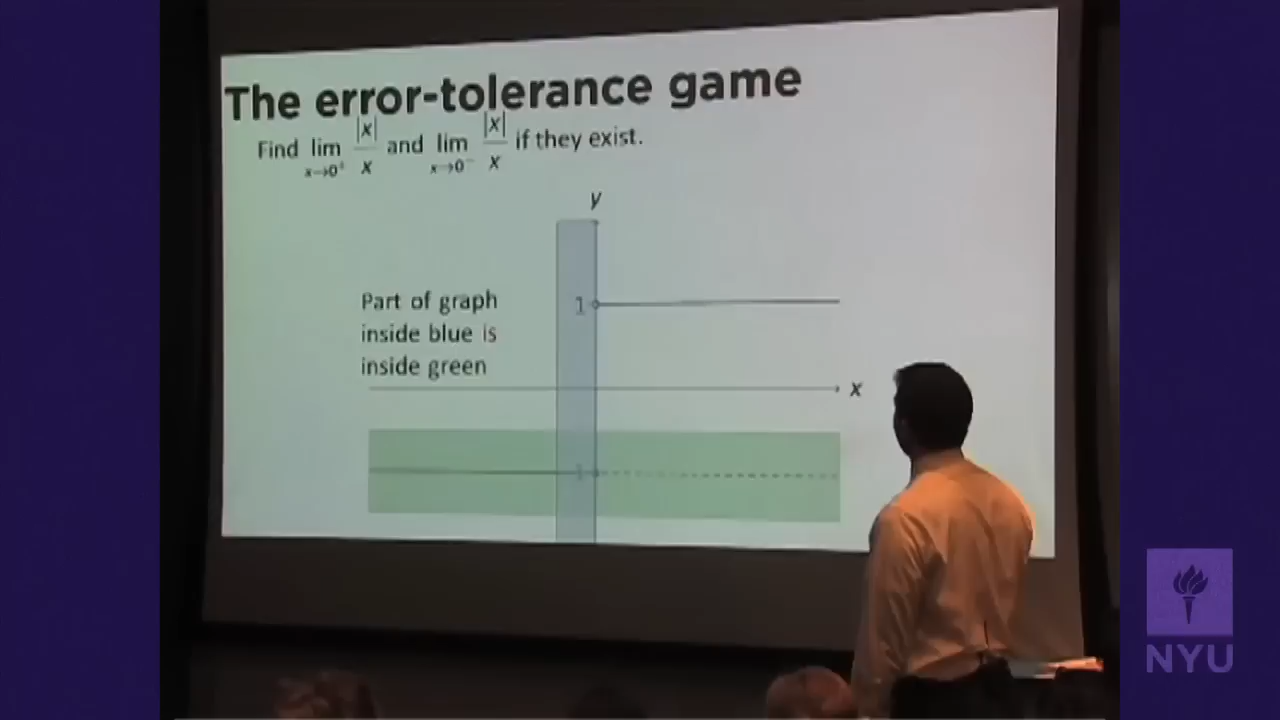 The error-tolerance game
Find lim x→0⁺ |x|/x and lim x→0⁻ |x|/x if they exist.
y
Part of graph
inside blue is
inside green
1
x
1
NYU